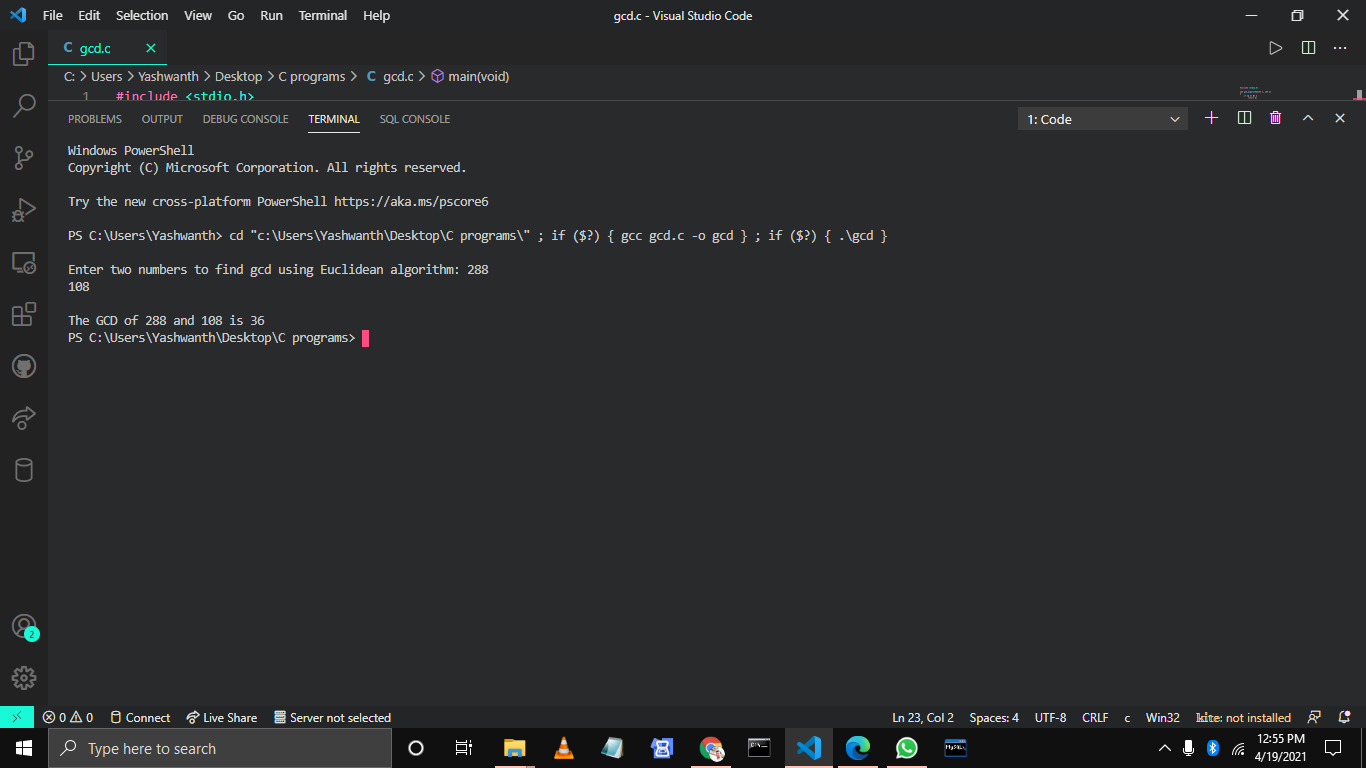 File Edit Selection View Go Run Terminal Help
gcd.c - Visual Studio Code
C gcd.c
C: > Users > Yashwanth > Desktop > C programs > C gcd.c > main(void)
1 #include <stdio.h>
PROBLEMS OUTPUT DEBUG CONSOLE TERMINAL SQL CONSOLE
1: Code
Windows PowerShell
Copyright (C) Microsoft Corporation. All rights reserved.
Try the new cross-platform PowerShell https://aka.ms/pscore6
PS C:\Users\Yashwanth> cd "c:\Users\Yashwanth\Desktop\C programs\" ; if ($?) { gcc gcd.c -o gcd } ; if ($?) { .\gcd }
Enter two numbers to find gcd using Euclidean algorithm: 288
108
The GCD of 288 and 108 is 36
PS C:\Users\Yashwanth\Desktop\C programs>
2
0 0 Connect Live Share Server not selected
Ln 23, Col 2 Spaces: 4 UTF-8 CRLF c Win32 kite: not installed
Type here to search
MySQL
12:55 PM
4/19/2021